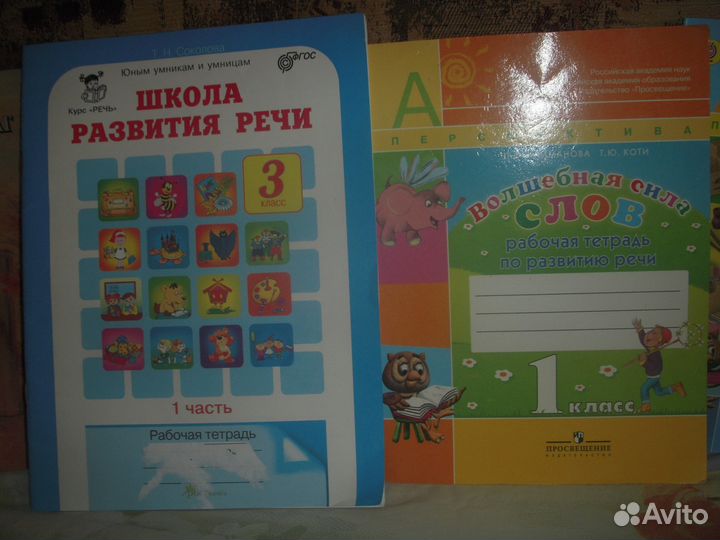 Т. Н. Соколова
Юным умникам и умницам
ФГОС
Курс «РЕЧЬ»
ШКОЛА
РАЗВИТИЯ РЕЧИ
3
класс
1 часть
Рабочая тетрадь
Российская академия наук
академия образования
«Просвещение»
А
ПЕРСПЕКТИВА
Т.Ю. КОТИ
Волшебная сила
слов
рабочая тетрадь
по развитию речи
1 класс
ПРОСВЕЩЕНИЕ
ИЗДАТЕЛЬСТВО
Avito